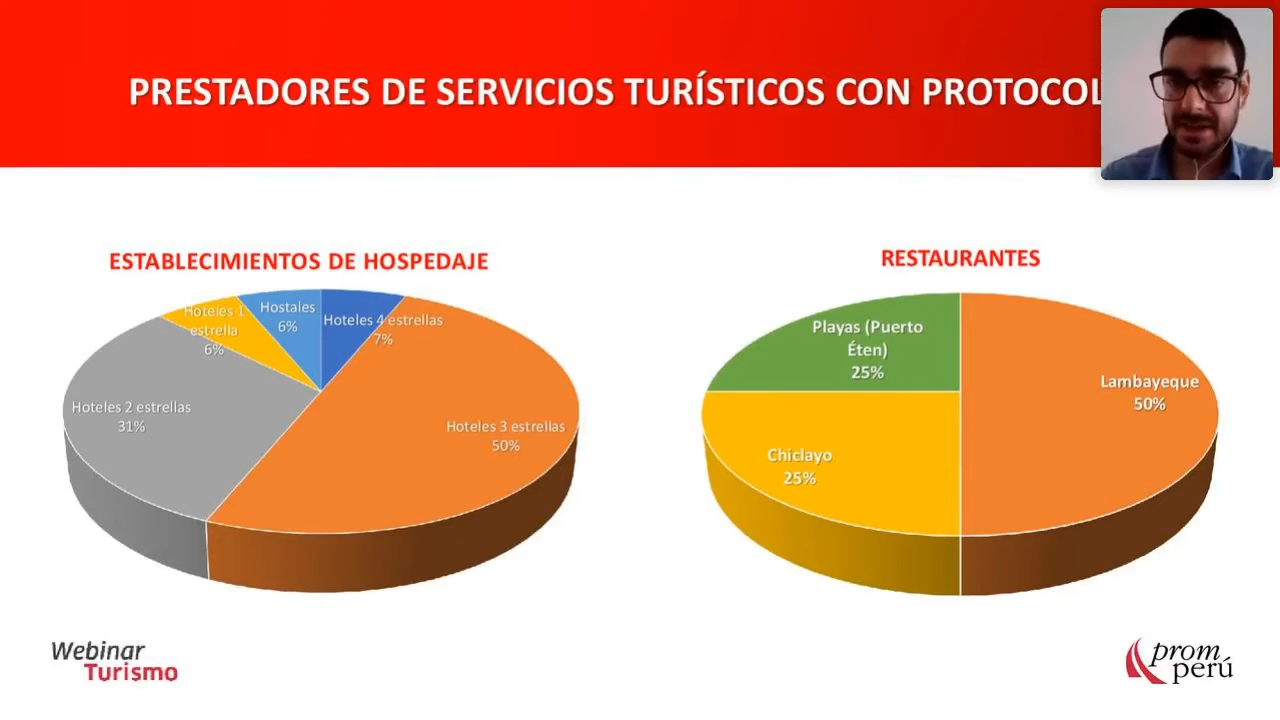 PRESTADORES DE SERVICIOS TURÍSTICOS CON PROTOCOL
ESTABLECIMIENTOS DE HOSPEDAJE
Hoteles 1
estrella
6%
Hostales
6%
Hoteles 4 estrellas
7%
Hoteles 2 estrellas
31%
Hoteles 3 estrellas
50%
RESTAURANTES
Playas (Puerto
Éten)
25%
Lambayeque
50%
Chiclayo
25%
Webinar
Turismo
prom
perú